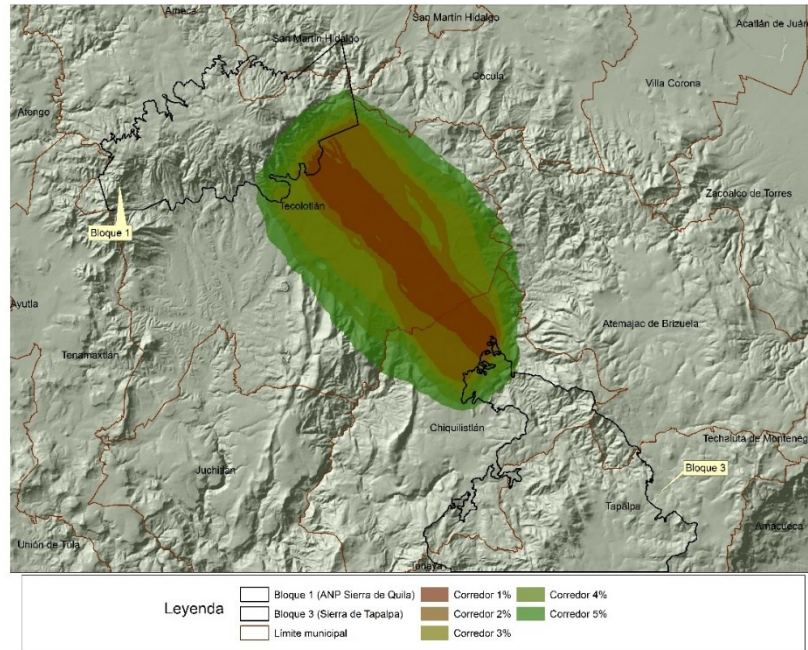 Ameca
San Martín Hidalgo
Acatlán de Juár
San Martín Hidalgo
Cocula
Villa Corona
Atongo
Zacoalco de Torres
Tecolotlán
Bloque 1
Ayutla
Atemajac de Brizuela
Tenamaxtlán
Chiquilistlán
Techaluta de Monteneg
Juchitlán
Bloque 3
Tapalpa
Amacueca
Unión de Tula
Tonaya
Leyenda
Bloque 1 (ANP Sierra de Quila)
Bloque 3 (Sierra de Tapalpa)
Límite municipal
Corredor 1%
Corredor 2%
Corredor 3%
Corredor 4%
Corredor 5%